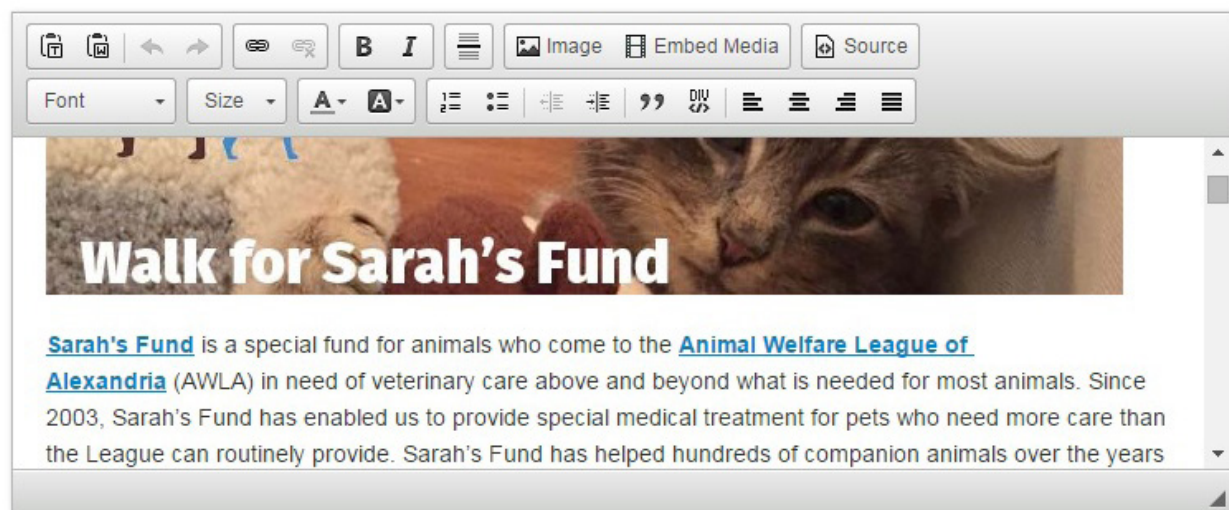 B I Image Embed Media Source
Font Size A A DIV
Walk for Sarah's Fund
Sarah's Fund is a special fund for animals who come to the Animal Welfare League of
Alexandria (AWLA) in need of veterinary care above and beyond what is needed for most animals. Since
2003, Sarah’s Fund has enabled us to provide special medical treatment for pets who need more care than
the League can routinely provide. Sarah’s Fund has helped hundreds of companion animals over the years